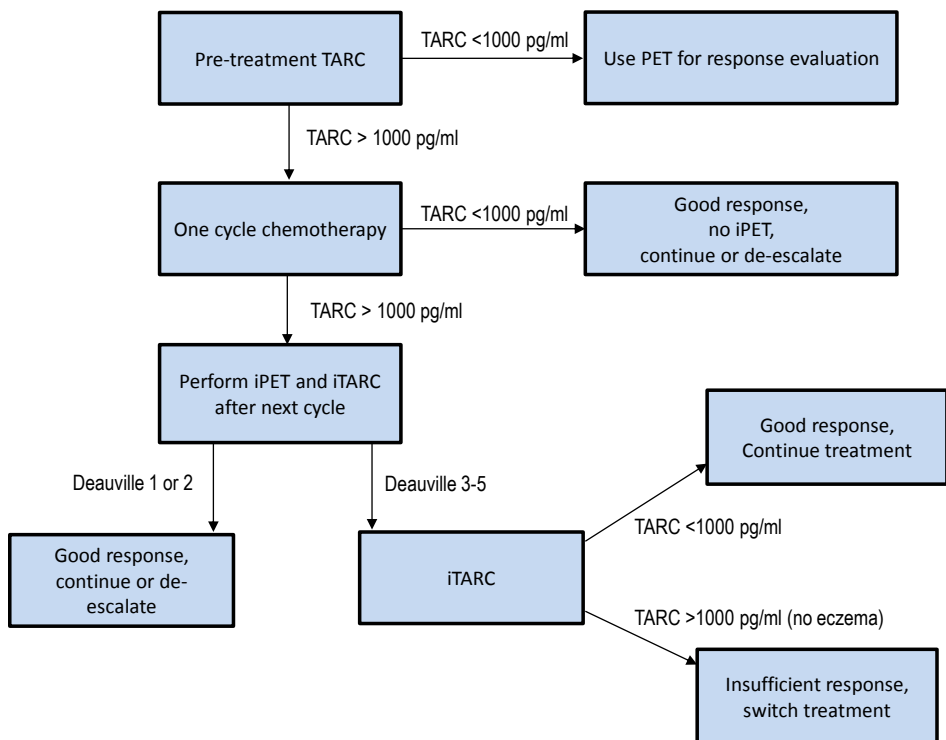 TARC <1000 pg/ml
Pre-treatment TARC
Use PET for response evaluation
TARC > 1000 pg/ml
One cycle chemotherapy
TARC <1000 pg/ml
Good response,
no iPET,
continue or de-escalate
TARC > 1000 pg/ml
Perform iPET and iTARC
after next cycle
Deauville 1 or 2
Deauville 3-5
Good response,
continue or de-
escalate
iTARC
Good response,
Continue treatment
TARC <1000 pg/ml
TARC >1000 pg/ml (no eczema)
Insufficient response,
switch treatment